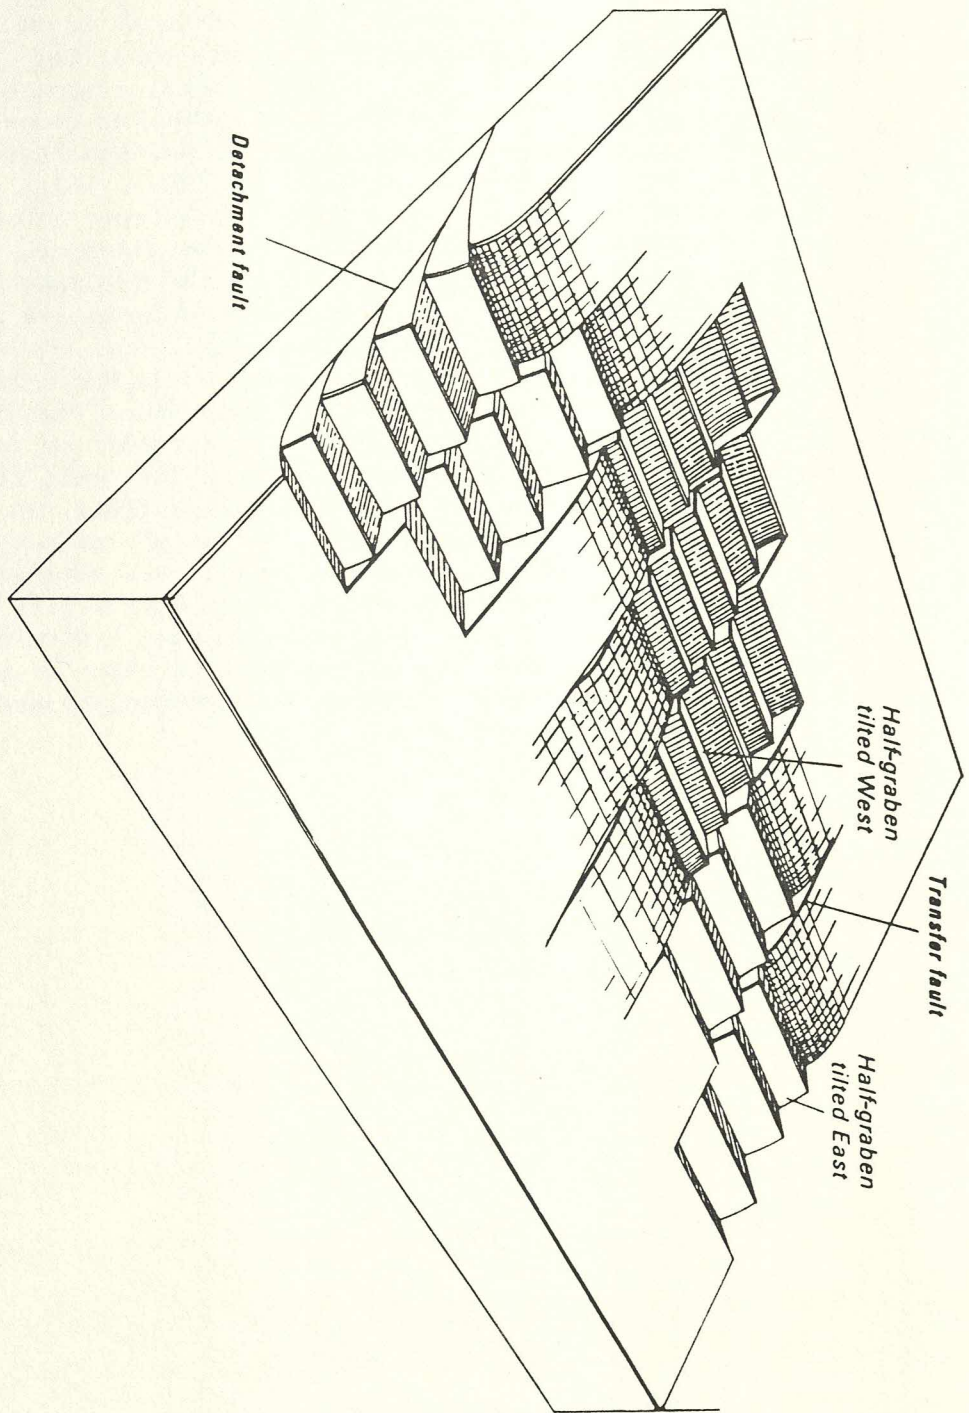 Detachment fault
Half-graben
tilted West
Transfer fault
Half-graben
tilted East